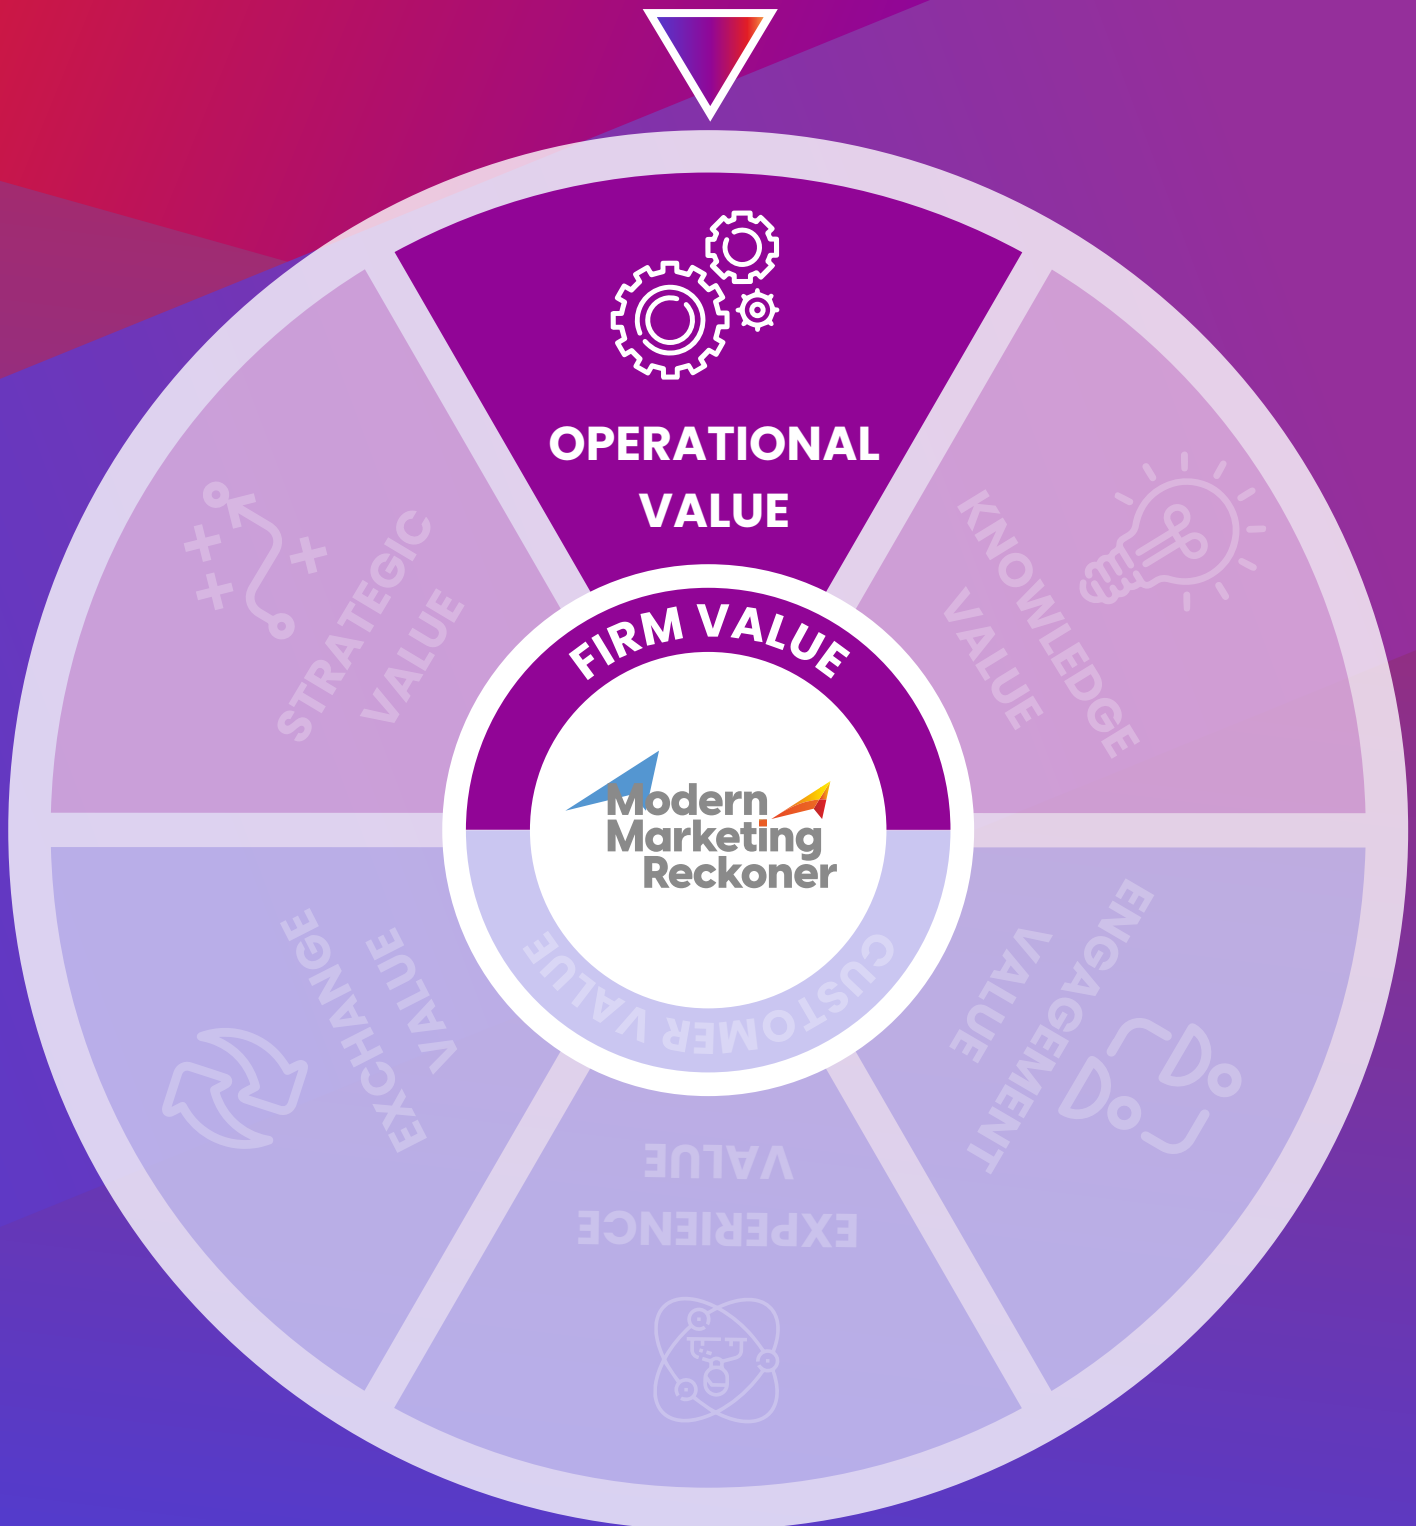 OPERATIONAL
VALUE
KNOWLEDGE
VALUE
STRATEGIC
VALUE
FIRM VALUE
Modern
Marketing
Reckoner
CUSTOMER VALUE
ENGAGEMENT
VALUE
EXCHANGE
VALUE
EXPERIENCE
VALUE